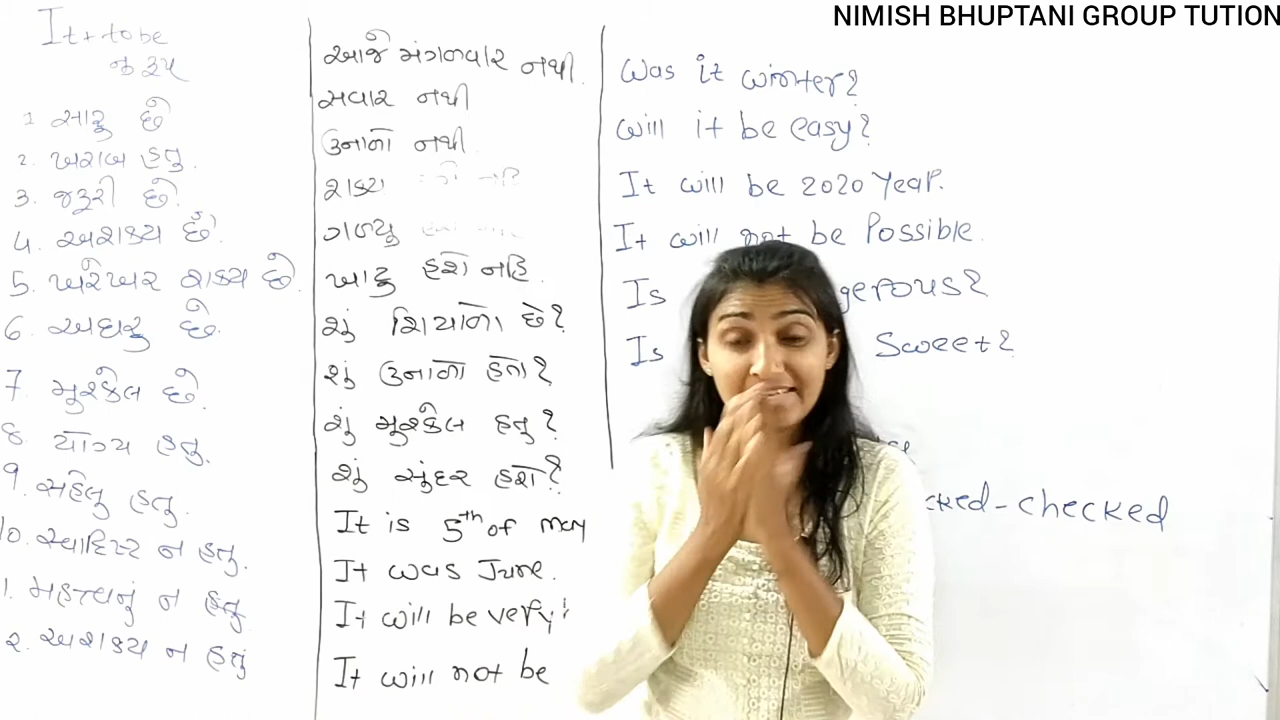 NIMISH BHUPTANI GROUP TUTION
It + to be
નું રૂપ
1 સારુ છે
2. ખરાબ હતુ.
3. જરૂરી છે.
4. અશક્ય છે.
5. ખરેખર શક્ય છે.
6. અઘરુ છે.
7 મુશ્કેલ છે.
8. યોગ્ય હતુ.
9. સહેલુ હતુ.
10. સ્વાદિસ્ટ ન હતુ.
1. મહત્વનું ન હતુ
૨. અશક્ય ન હતું
આજે મંગળવાર નથી.
સવાર નથી
ઉનાળો નથી.
શક્ય
ગળ્યુ
ખાટુ હશે નહિ.
શું શિયાળો છે?
શું ઉનાળો હતો?
શું મુશ્કેલ હતુ?
શું સુંદર હશે?
It is 5th of may
It was June.
It will be very
It will not be
Was it winter?
Will it be easy?
It will be 2020 Year.
It will not be Possible.
Is gerous?
Is Sweet?
cked-checked